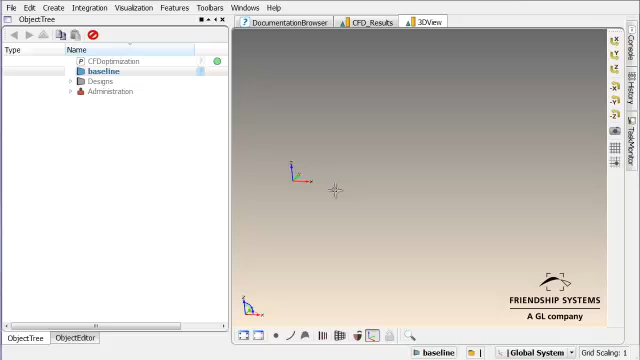 File Edit Create Integration Visualization Features Toolbars Windows Help
ObjectTree
DocumentationBrowser CFD_Results 3DView
Type Name
CFDoptimization
baseline
Designs
Administration
Console
History
TaskMonitor
X
Y
Z
-X
-Y
-Z
FRIENDSHIP SYSTEMS
A GL company
ObjectTree ObjectEditor
baseline Global System Grid Scaling: 1